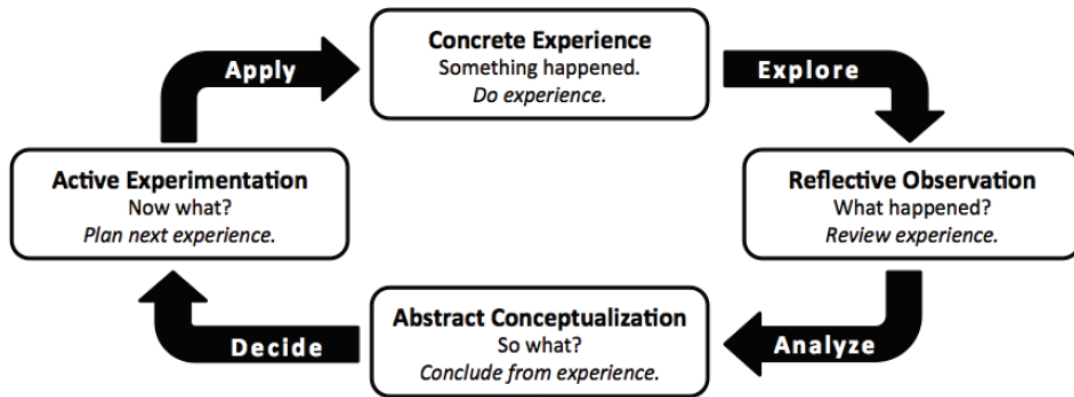 Concrete Experience
Something happened.
Do experience.
Explore
Reflective Observation
What happened?
Review experience.
Analyze
Abstract Conceptualization
So what?
Conclude from experience.
Decide
Active Experimentation
Now what?
Plan next experience.
Apply